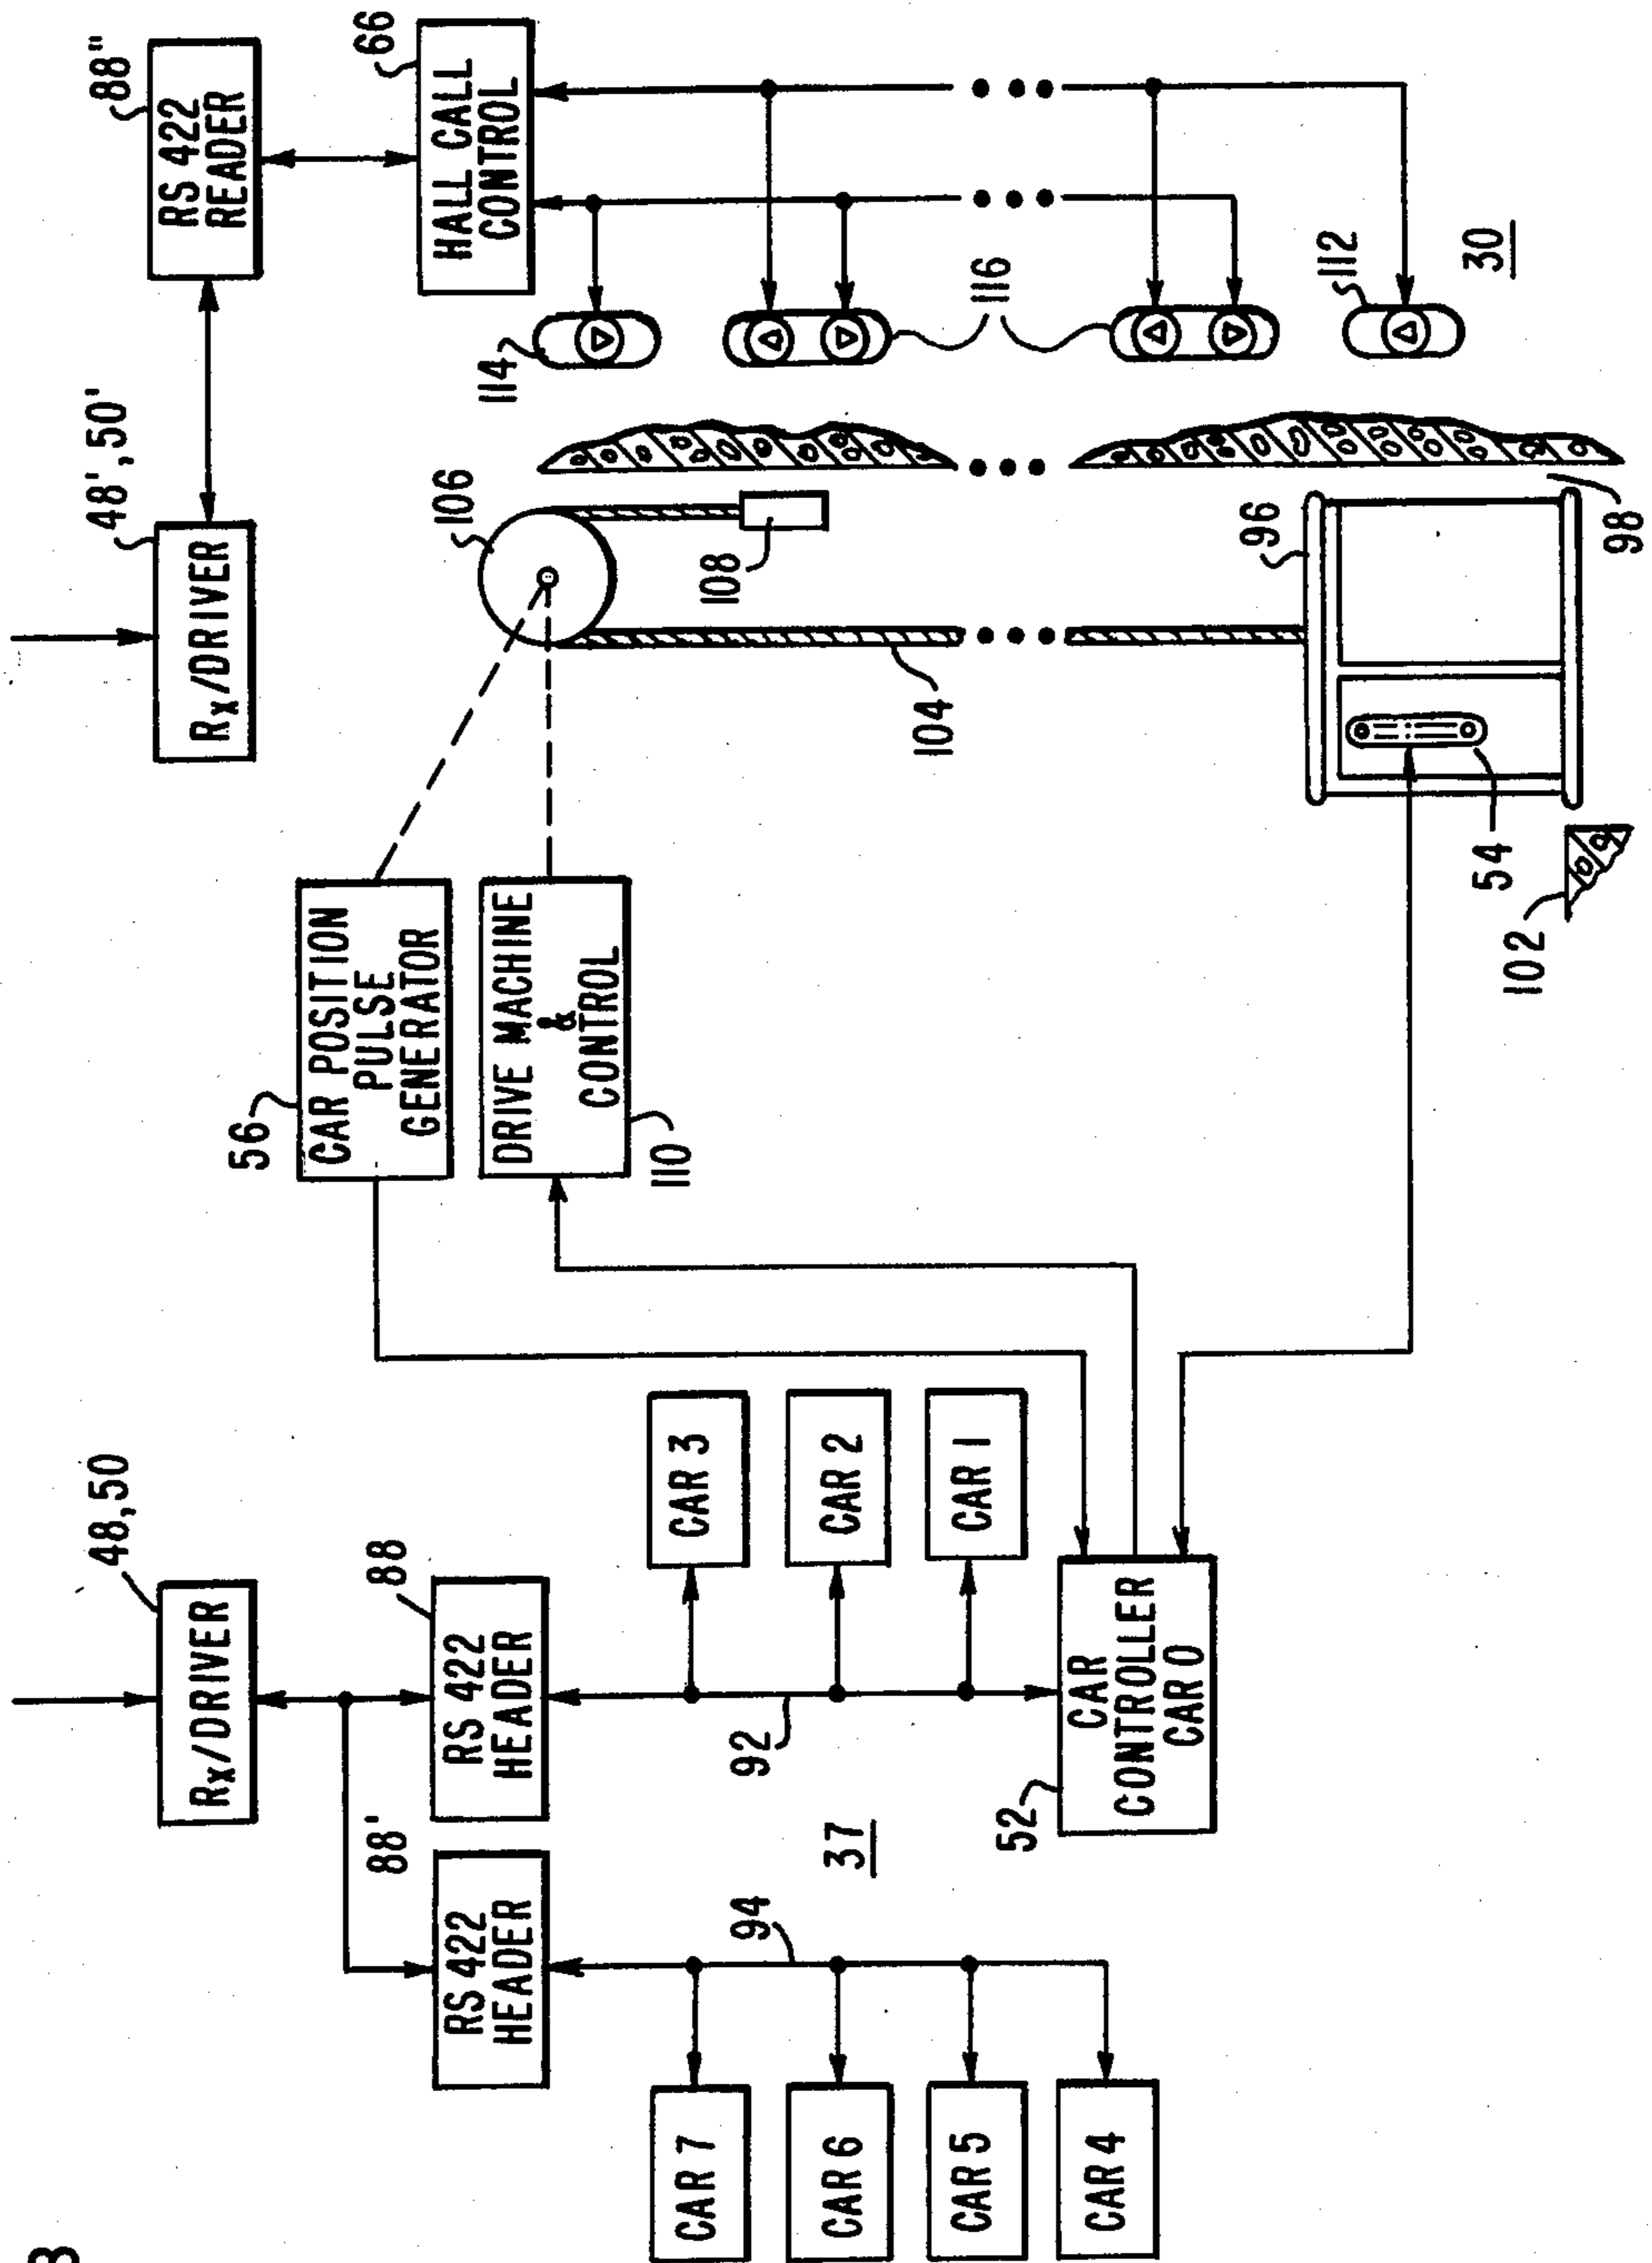 3
48,50
Rx/DRIVER
88'
RS 422
HEADER
88
RS 422
HEADER
94
CAR 7
CAR 6
CAR 5
CAR 4
37
92
CAR 3
CAR 2
CAR 1
52
CAR
CONTROLLER
CAR 0
56
CAR POSITION
PULSE
GENERATOR
DRIVE MACHINE
&
CONTROL
110
48', 50'
Rx/DRIVER
106
108
104
102
54
96
98
88"
RS 422
READER
66
HALL CALL
CONTROL
114
116
112
30